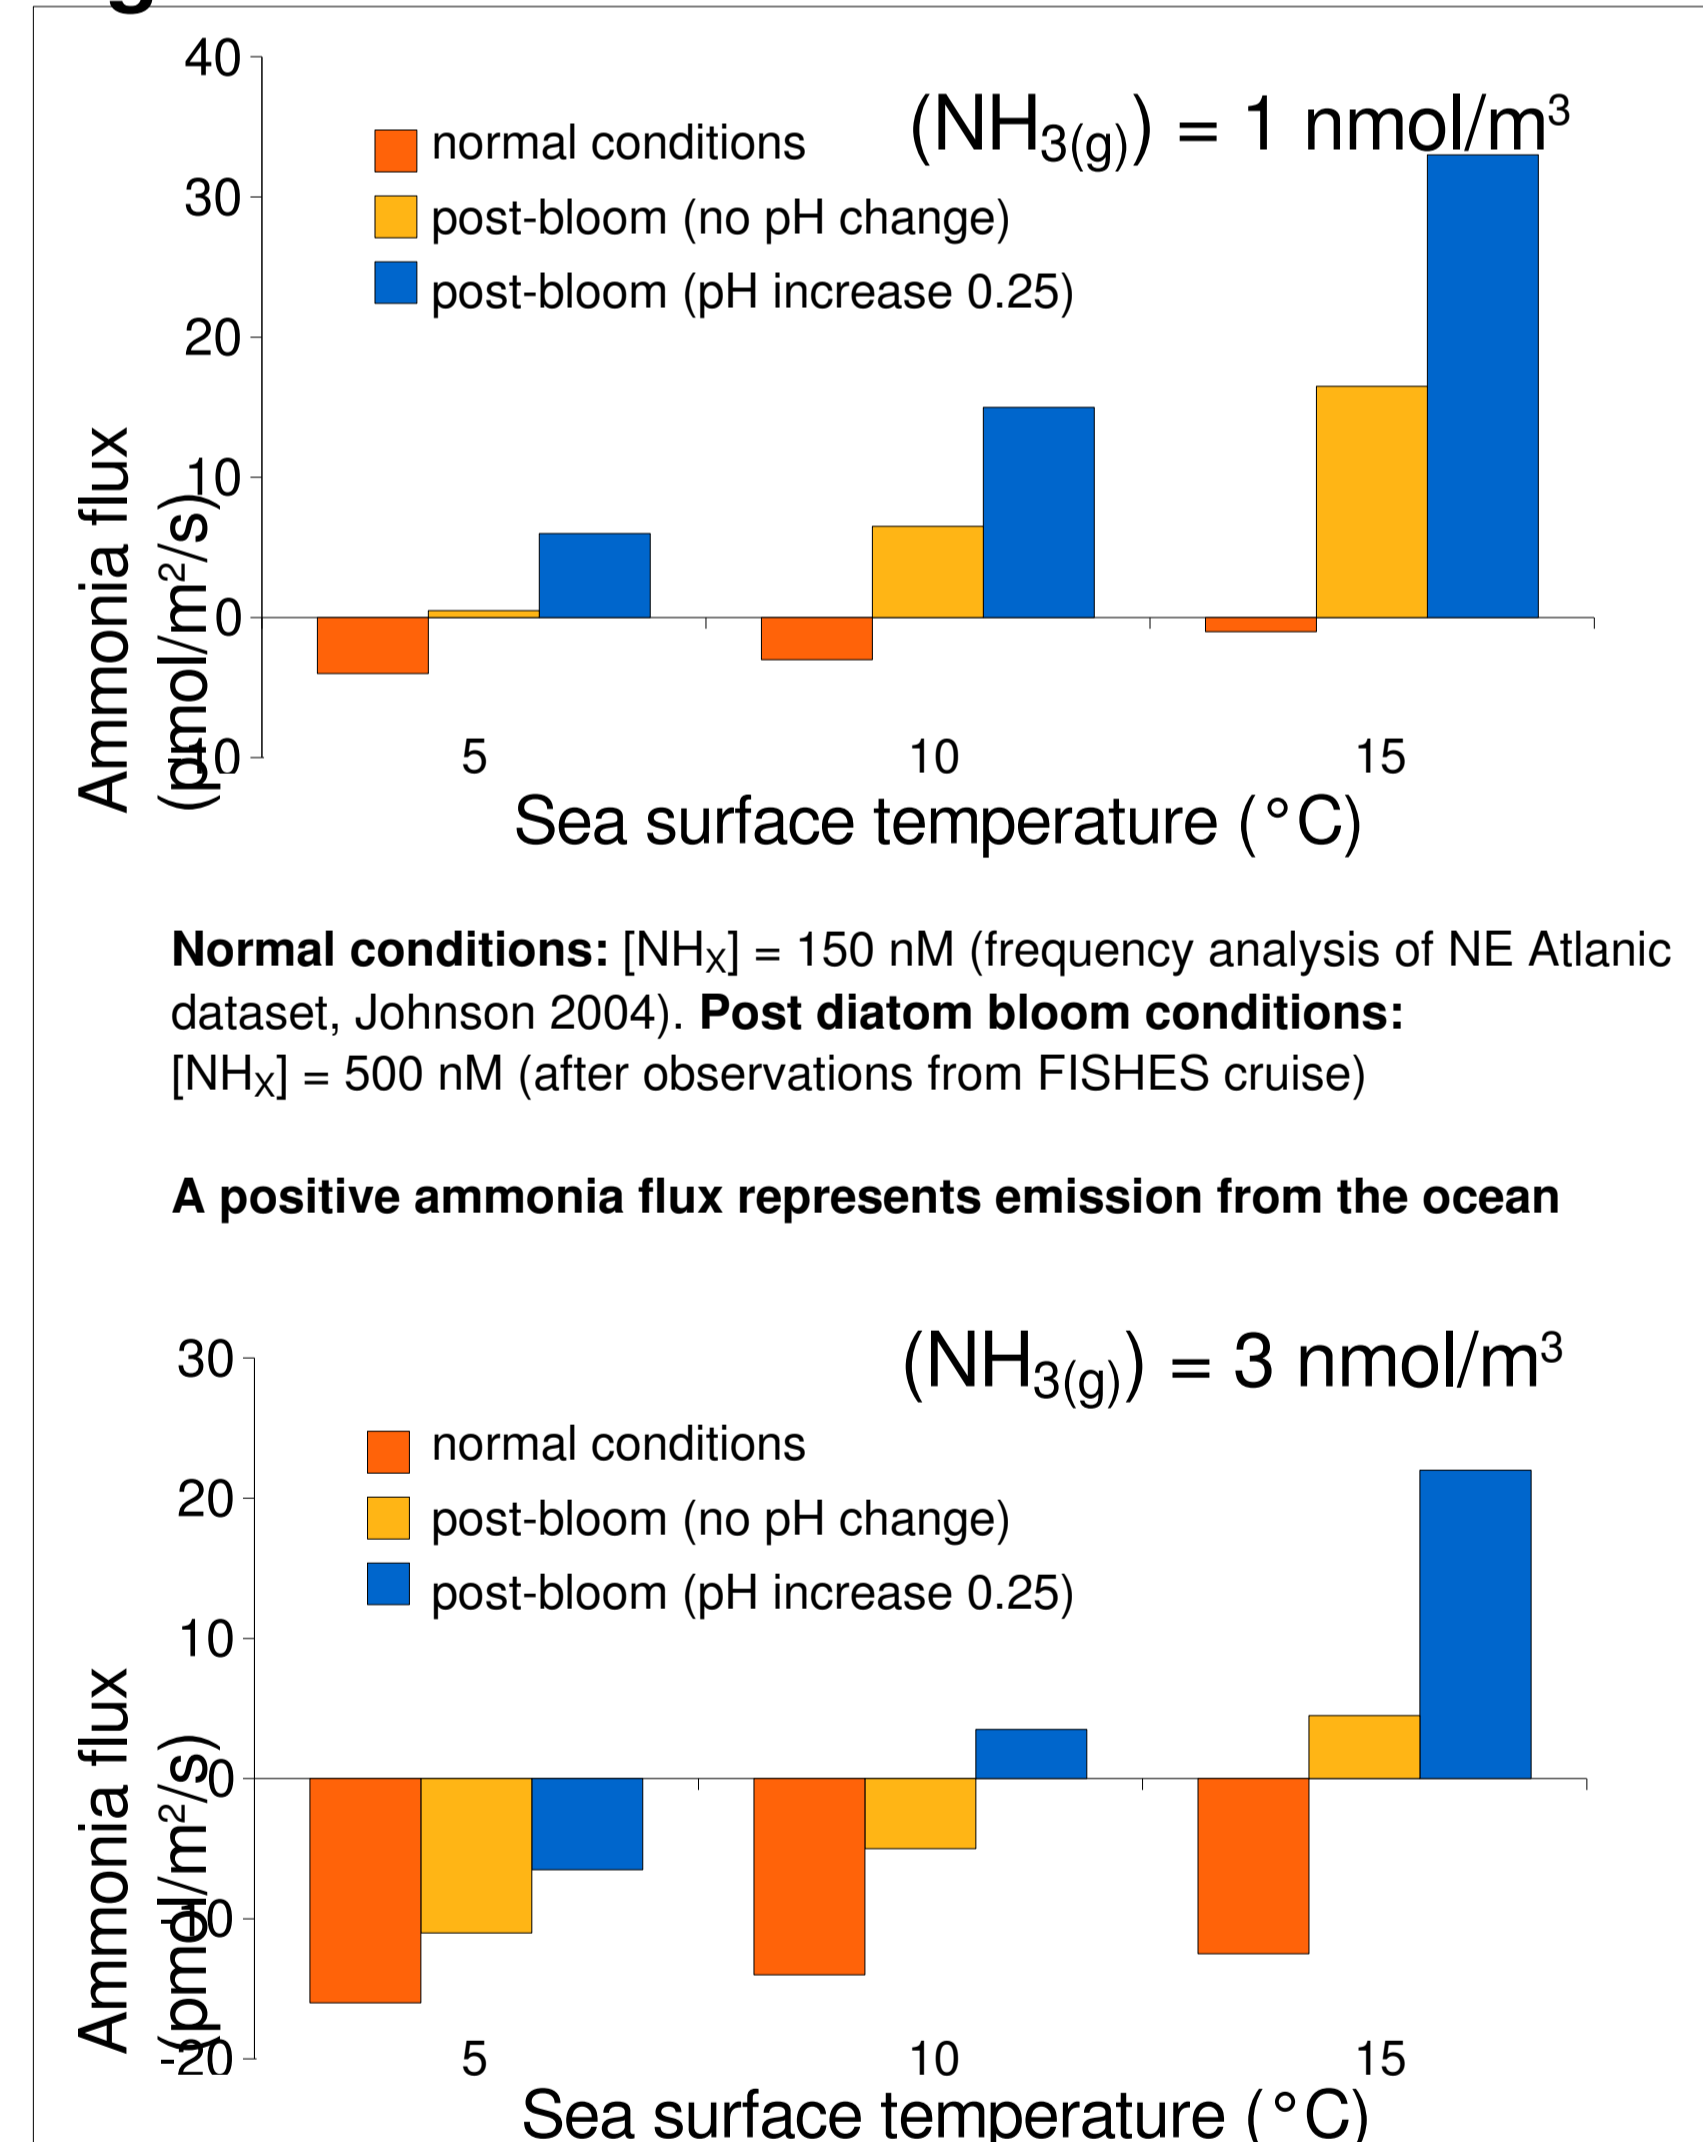 40
(NH3(g)) = 1 nmol/m³
normal conditions
30
post-bloom (no pH change)
post-bloom (pH increase 0.25)
20
10
0
Ammonia flux
(pmol/m²/s)
5
10
15
Sea surface temperature (°C)
Normal conditions: [NHX] = 150 nM (frequency analysis of NE Atlanic
dataset, Johnson 2004). Post diatom bloom conditions:
[NHX] = 500 nM (after observations from FISHES cruise)
A positive ammonia flux represents emission from the ocean
30
(NH3(g)) = 3 nmol/m³
normal conditions
20
post-bloom (no pH change)
post-bloom (pH increase 0.25)
10
0
Ammonia flux
(pmol/m²/s)
-20
5
10
15
Sea surface temperature (°C)